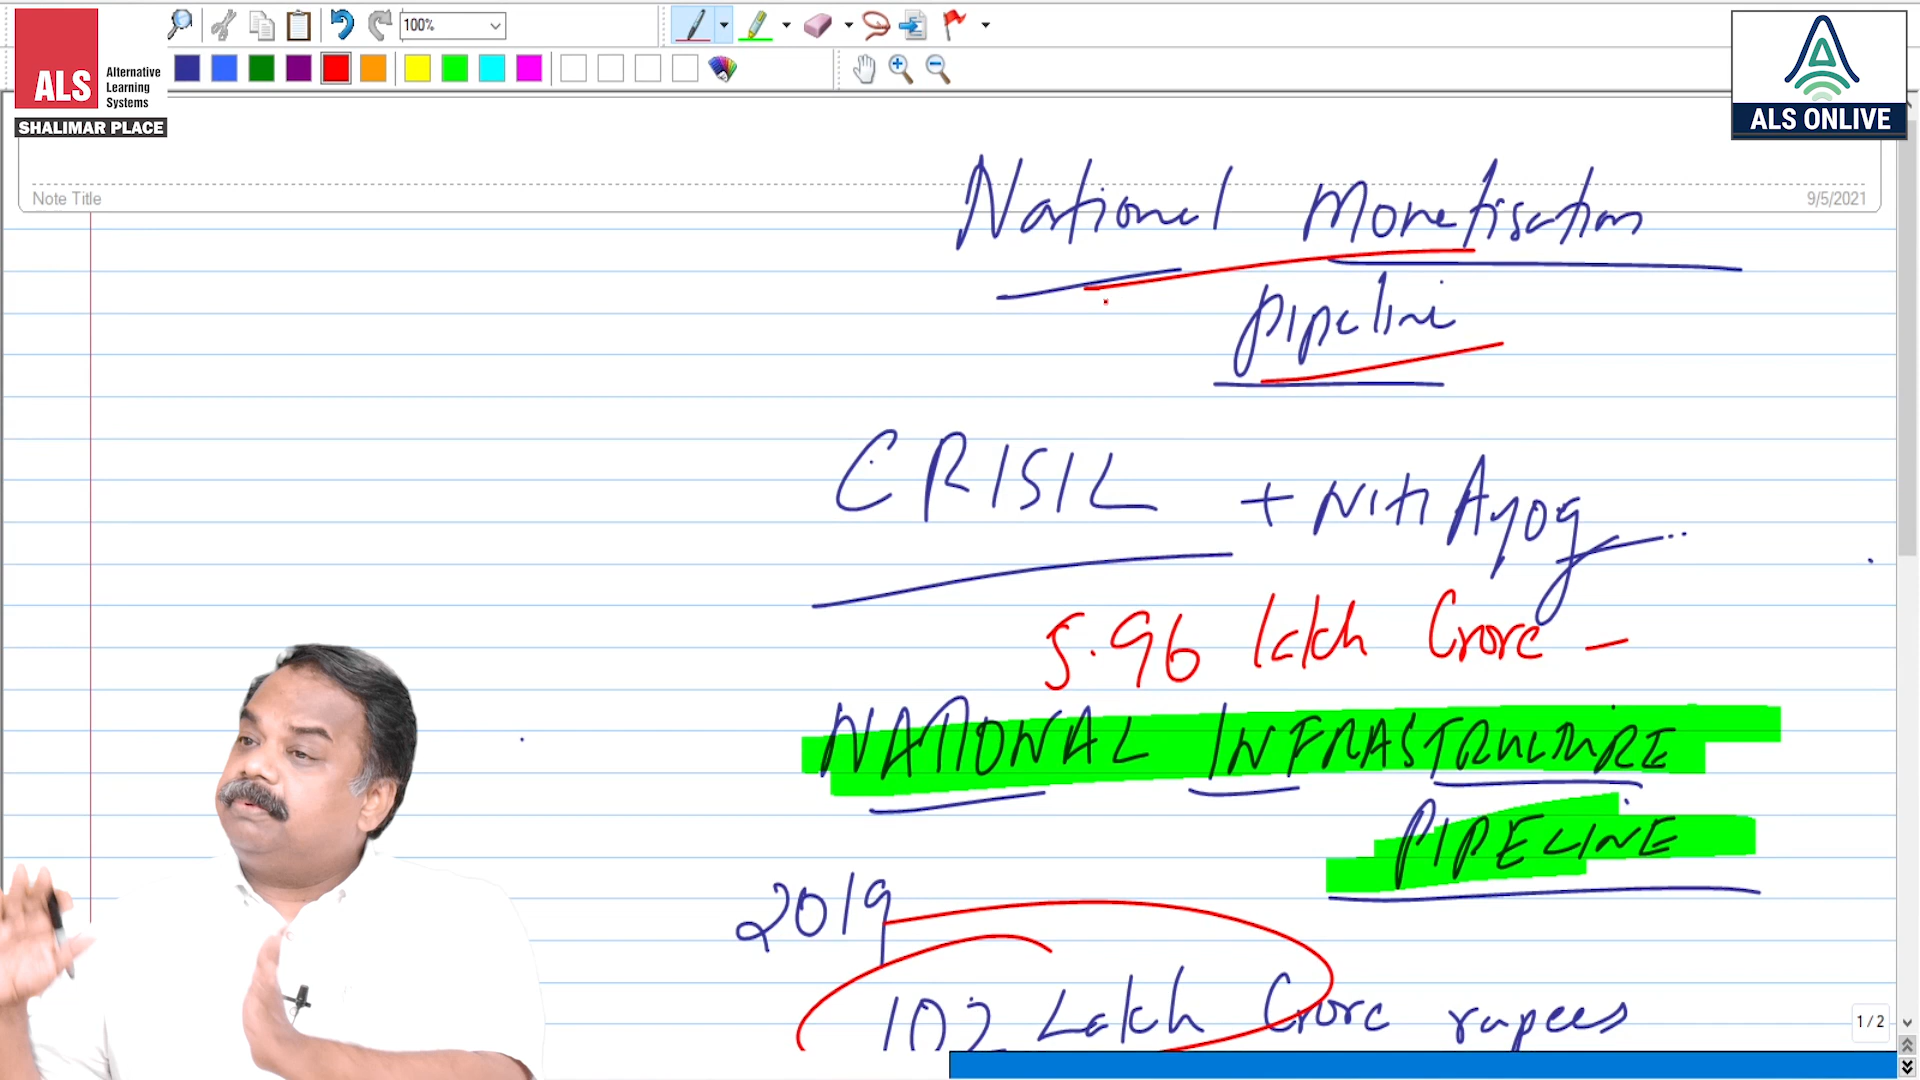 100%
ALS
Alternative
Learning
Systems
SHALIMAR PLACE
ALS ONLIVE
Note Title
9/5/2021
National Monetisation
pipeline
CRISIL + Niti Ayog
5.96 lakh Crore -
NATIONAL INFRASTRUCTURE
PIPELINE
2019
102 Lakh Crore rupees
1/2